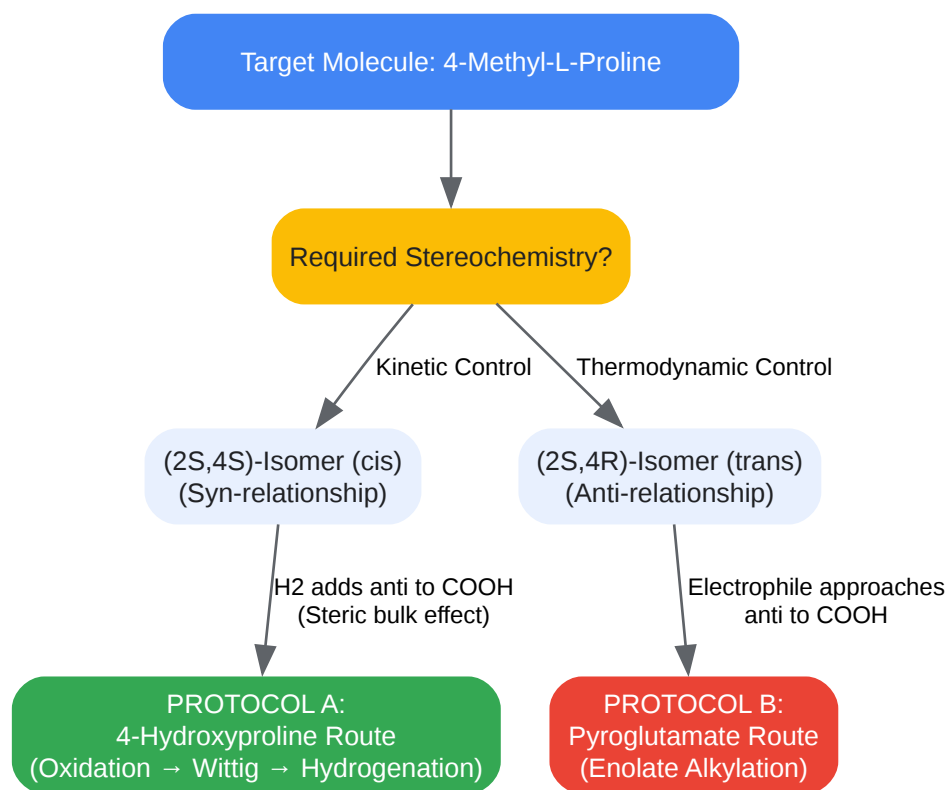 Target Molecule: 4-Methyl-L-Proline
Required Stereochemistry?
Kinetic Control
Thermodynamic Control
(2S,4S)-Isomer (cis)
(Syn-relationship)
(2S,4R)-Isomer (trans)
(Anti-relationship)
H2 adds anti to COOH
(Steric bulk effect)
Electrophile approaches
anti to COOH
PROTOCOL A:
4-Hydroxyproline Route
(Oxidation → Wittig → Hydrogenation)
PROTOCOL B:
Pyroglutamate Route
(Enolate Alkylation)